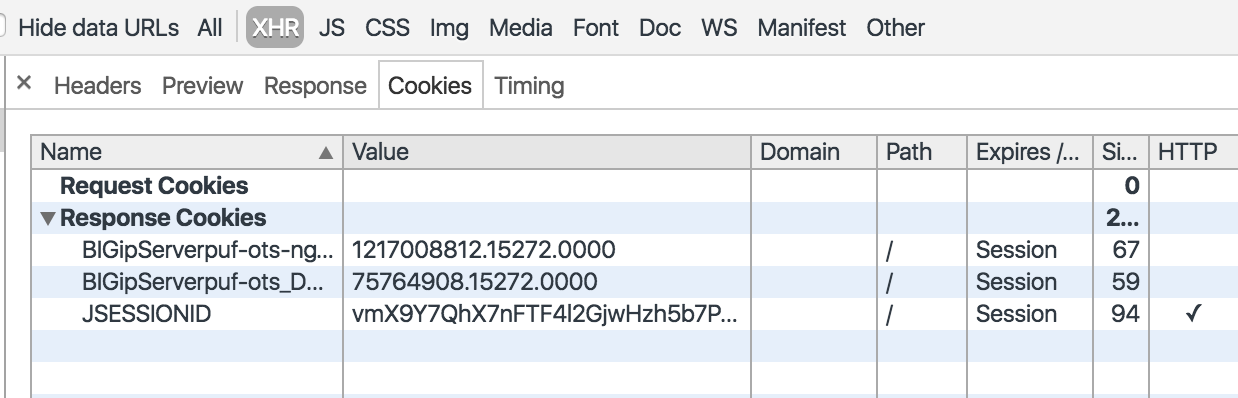 Hide data URLs All XHR JS CSS Img Media Font Doc WS Manifest Other
× Headers Preview Response Cookies Timing
Name ▲ Value Domain Path Expires /... Si... HTTP
Request Cookies 0
▼ Response Cookies 2...
BIGipServerpuf-ots-ng... 1217008812.15272.0000 / Session 67
BIGipServerpuf-ots_D... 75764908.15272.0000 / Session 59
JSESSIONID vmX9Y7QhX7nFTF4l2GjwHzh5b7P... / Session 94 ✓